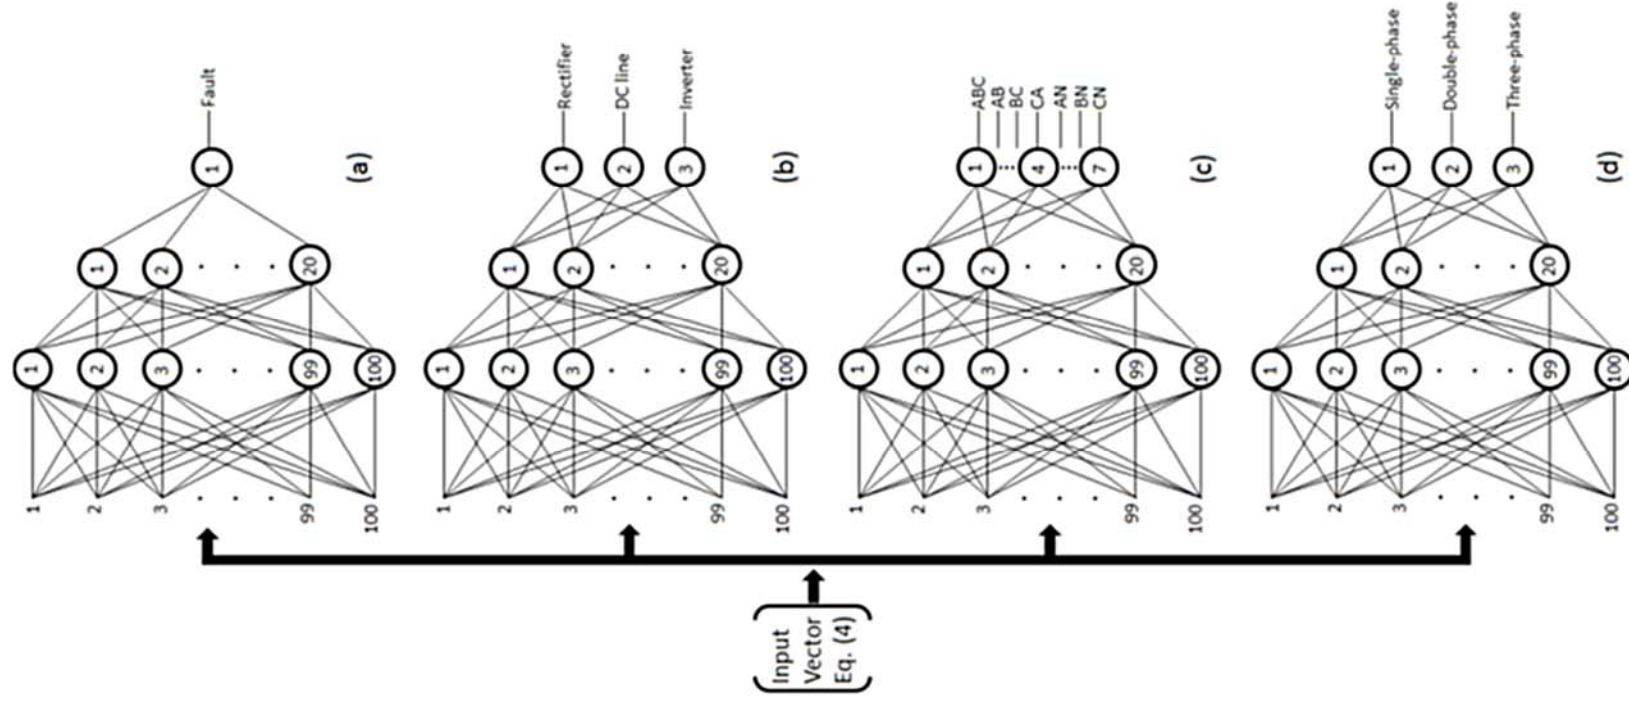 Input
Vector
Eq. (4)
1
2
3
99
100
1
2
3
99
100
1
2
20
1
Fault
(a)
1
2
3
99
100
1
2
3
99
100
1
2
20
1
2
3
Rectifier
DC line
Inverter
(b)
1
2
3
99
100
1
2
3
99
100
1
2
20
1
4
7
ABC
AB
BC
CA
AN
BN
CN
(c)
1
2
3
99
100
1
2
3
99
100
1
2
20
1
2
3
Single-phase
Double-phase
Three-phase
(d)